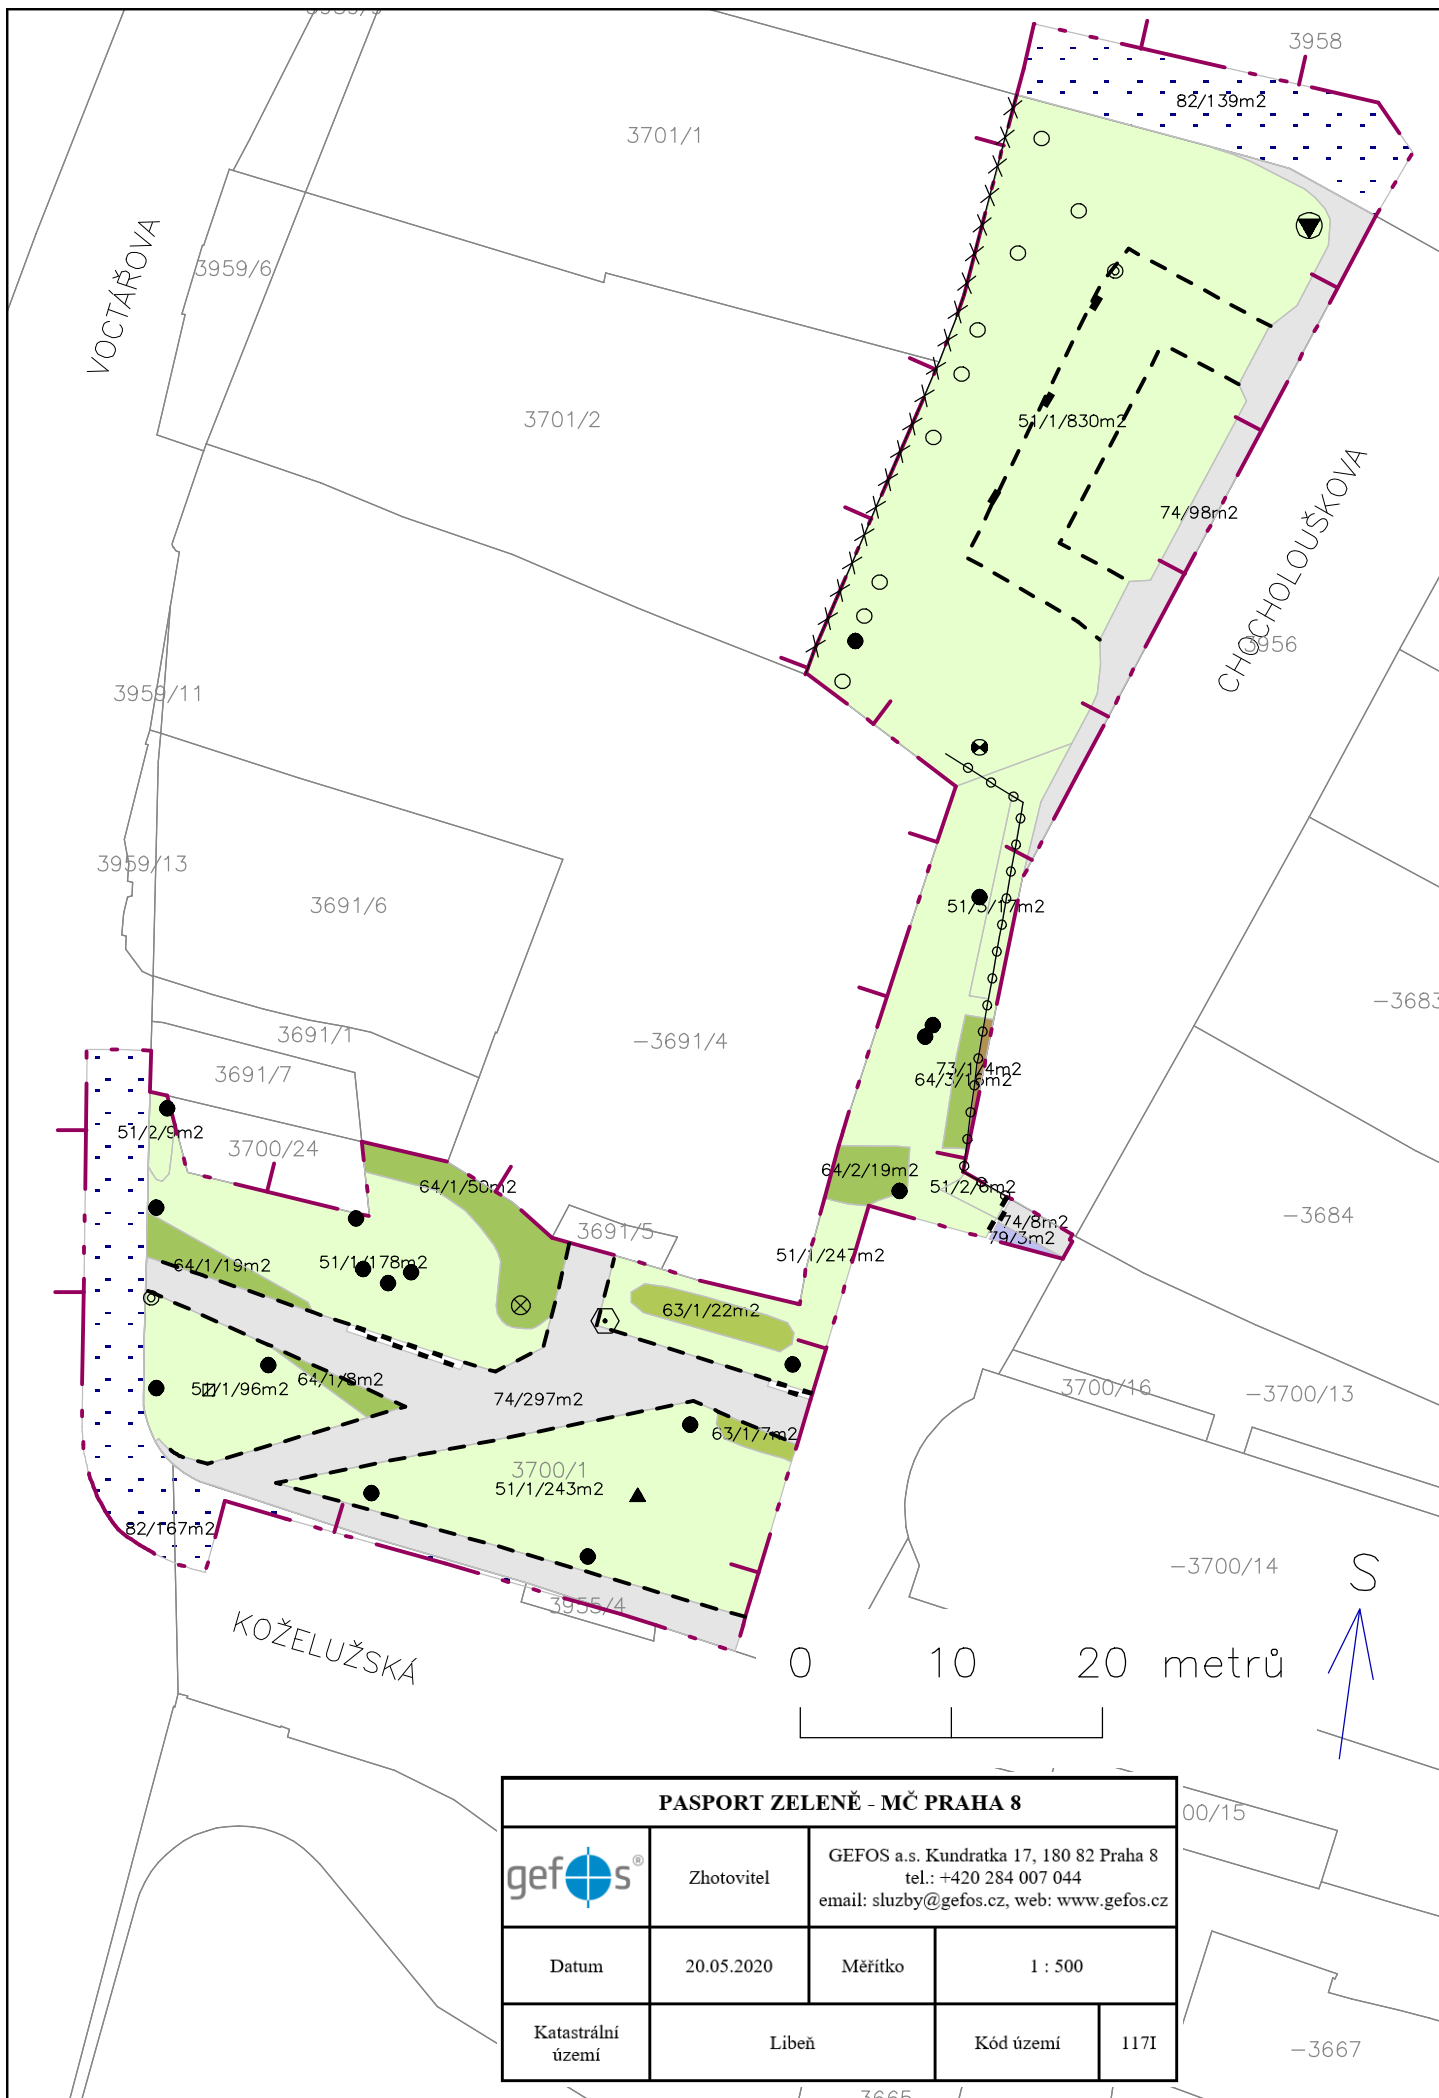 3958
82/139m2
3701/1
VOCTÁŘOVA
3959/6
3701/2
51/1/830m2
74/98m2
CHOCHOLOUŠKOVA
3956
3959/11
3959/13
3691/6
51/3/17m2
-3683
3691/1
-3691/4
3691/7
73/1/4m2
64/3/16m2
51/2/9m2
3700/24
64/1/50m2
64/2/19m2
51/2/6m2
3691/5
74/8m2
79/3m2
-3684
64/1/19m2
51/1/178m2
51/1/247m2
63/1/22m2
51/1/96m2
64/1/8m2
74/297m2
3700/16
-3700/13
63/1/7m2
3700/1
51/1/243m2
82/167m2
-3700/14
S
3955/4
KOŽELUŽSKÁ
0 10 20 metrů
PASPORT ZELENĚ - MČ PRAHA 8
gefos®
Zhotovitel
GEFOS a.s. Kundratka 17, 180 82 Praha 8
tel.: +420 284 007 044
email: sluzby@gefos.cz, web: www.gefos.cz
00/15
Datum
20.05.2020
Měřítko
1 : 500
Katastrální
území
Libeň
Kód území
117I
-3667
3665